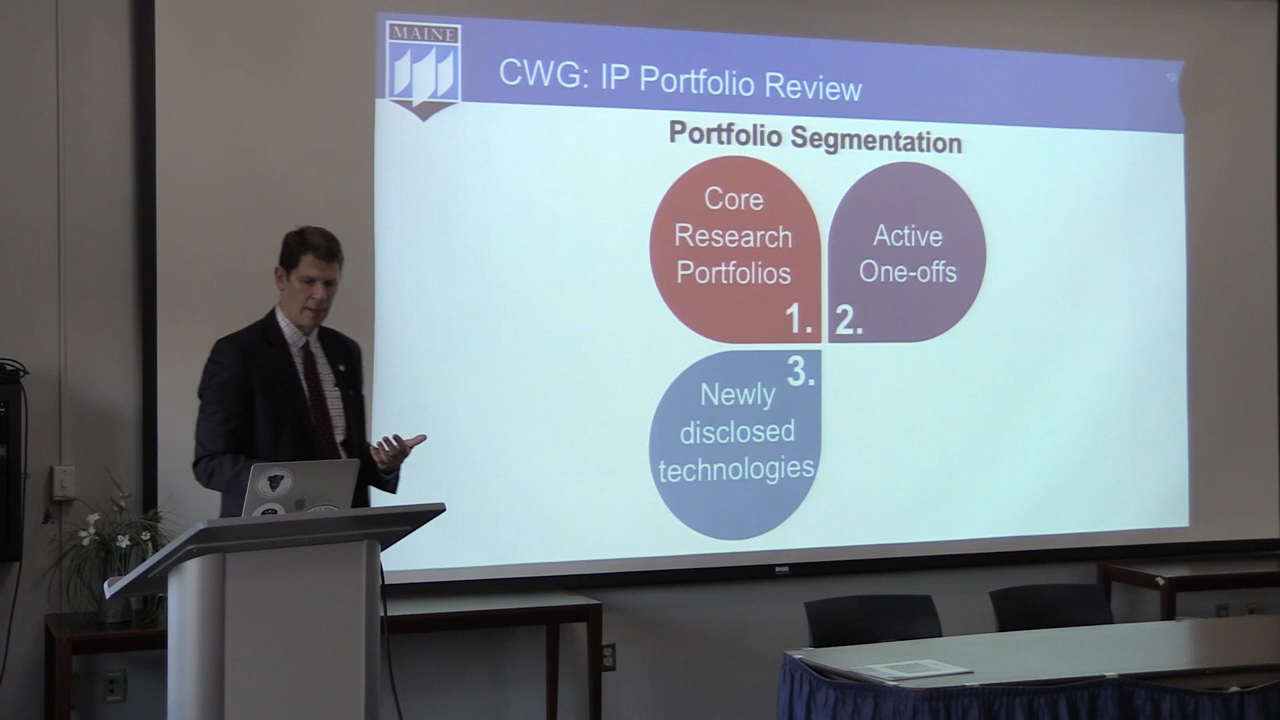 MAINE
CWG: IP Portfolio Review
13
Portfolio Segmentation
Core
Research
Portfolios
1.
Active
One-offs
2.
3.
Newly
disclosed
technologies